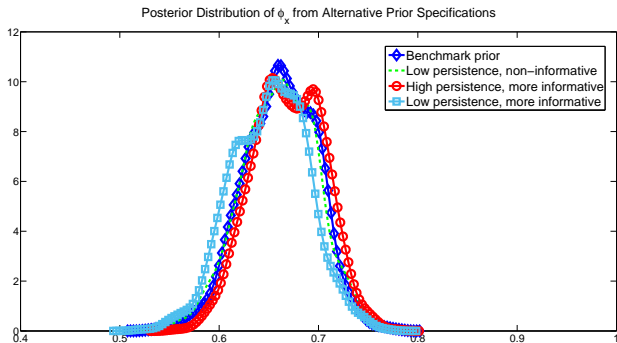 Posterior Distribution of ϕ_x from Alternative Prior Specifications
12
10
8
6
4
2
0
0.4 0.5 0.6 0.7 0.8 0.9 1
Benchmark prior
Low persistence, non−informative
High persistence, more informative
Low persistence, more informative